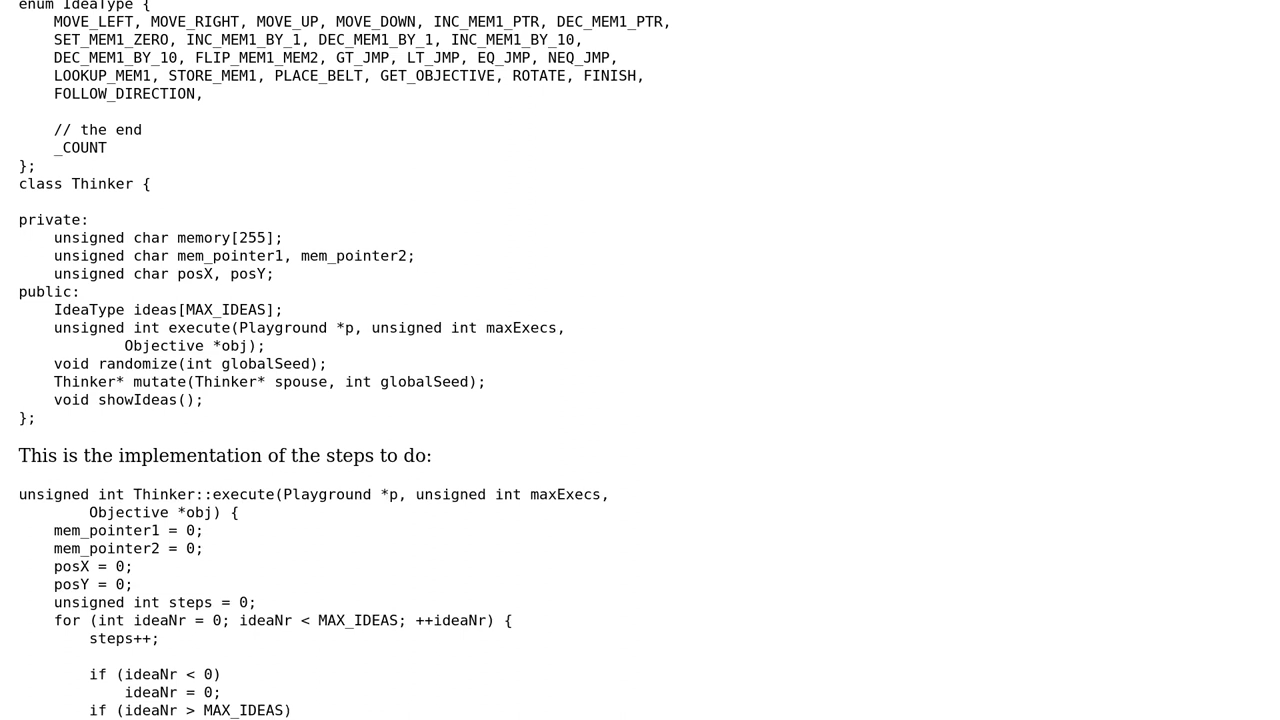 enum IdeaType {
    MOVE_LEFT, MOVE_RIGHT, MOVE_UP, MOVE_DOWN, INC_MEM1_PTR, DEC_MEM1_PTR,
    SET_MEM1_ZERO, INC_MEM1_BY_1, DEC_MEM1_BY_1, INC_MEM1_BY_10,
    DEC_MEM1_BY_10, FLIP_MEM1_MEM2, GT_JMP, LT_JMP, EQ_JMP, NEQ_JMP,
    LOOKUP_MEM1, STORE_MEM1, PLACE_BELT, GET_OBJECTIVE, ROTATE, FINISH,
    FOLLOW_DIRECTION,

    // the end
    _COUNT
};
class Thinker {

private:
    unsigned char memory[255];
    unsigned char mem_pointer1, mem_pointer2;
    unsigned char posX, posY;
public:
    IdeaType ideas[MAX_IDEAS];
    unsigned int execute(Playground *p, unsigned int maxExecs,
            Objective *obj);
    void randomize(int globalSeed);
    Thinker* mutate(Thinker* spouse, int globalSeed);
    void showIdeas();
};

This is the implementation of the steps to do:

unsigned int Thinker::execute(Playground *p, unsigned int maxExecs,
        Objective *obj) {
    mem_pointer1 = 0;
    mem_pointer2 = 0;
    posX = 0;
    posY = 0;
    unsigned int steps = 0;
    for (int ideaNr = 0; ideaNr < MAX_IDEAS; ++ideaNr) {
        steps++;

        if (ideaNr < 0)
            ideaNr = 0;
        if (ideaNr > MAX_IDEAS)